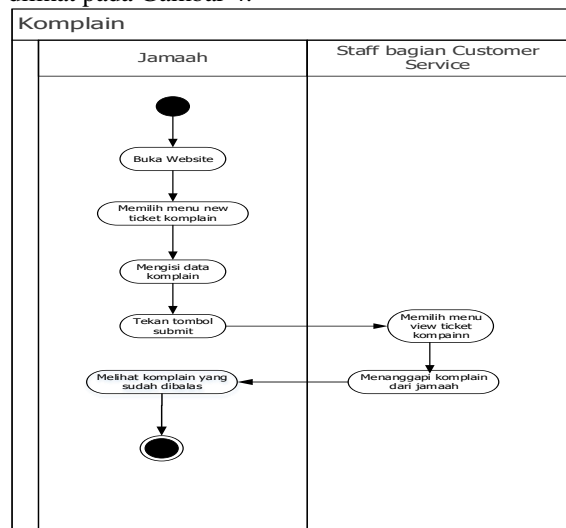 Komplain
Jamaah
Staff bagian Customer
Service
Buka Website
Memilih menu new
ticket komplain
Mengisi data
komplain
Tekan tombol
submit
Memilih menu
view ticket
kompainn
Menanggapi komplain
dari jamaah
Melihat komplain yang
sudah dibalas